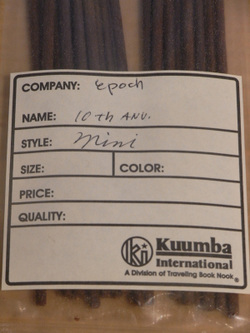 COMPANY: Epoch
NAME: 10th ANV.
STYLE: Mini
SIZE: COLOR:
PRICE:
QUALITY:
Kuumba
International
A Division of Traveling Book Nook ®